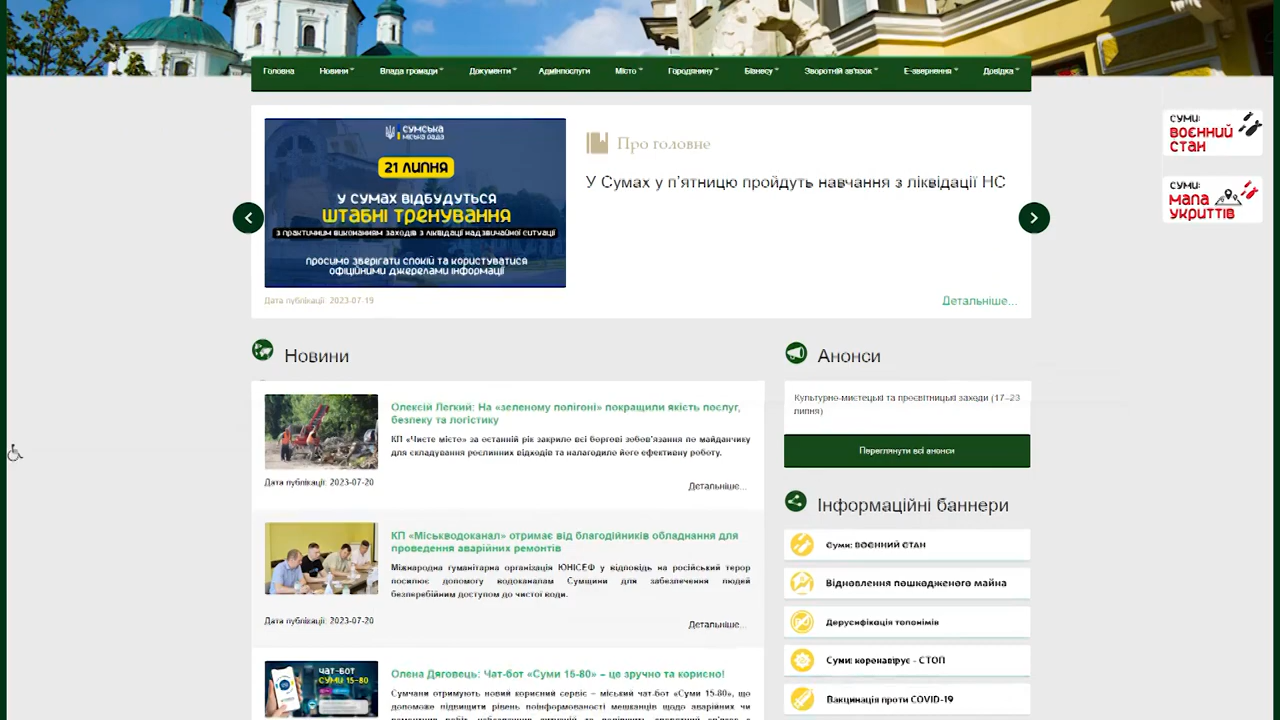 Головна Новини Влада громади Документи Адмінпослуги Місто Городянину Бізнесу Зворотній зв'язок Е-звернення Довідка
СУМСЬКА
МІСЬКА РАДА
21 ЛИПНЯ
У СУМАХ ВІДБУДУТЬСЯ
ШТАБНІ ТРЕНУВАННЯ
З ПРАКТИЧНИМ ВИКОНАННЯМ ЗАХОДІВ З ЛІКВІДАЦІЇ НАДЗВИЧАЙНОЇ СИТУАЦІЇ
ПРОСИМО ЗБЕРІГАТИ СПОКІЙ ТА КОРИСТУВАТИСЯ
ОФІЦІЙНИМИ ДЖЕРЕЛАМИ ІНФОРМАЦІЇ
Про головне
У Сумах у п'ятницю пройдуть навчання з ліквідації НС
Дата публікації: 2023-07-19
Детальніше...
СУМИ:
ВОЄННИЙ
СТАН
СУМИ:
МАПА
УКРИТТІВ
Новини
Олексій Легкий: На «зеленому полігоні» покращили якість послуг,
безпеку та логістику
КП «Чисте місто» за останній рік закрило всі боргові зобов'язання по майданчику
для складування рослинних відходів та налагодило його ефективну роботу.
Дата публікації: 2023-07-20
Детальніше...
КП «Міськводоканал» отримає від благодійників обладнання для
проведення аварійних ремонтів
Міжнародна гуманітарна організація ЮНІСЕФ у відповідь на російський терор
посилює допомогу водоканалам Сумщини для забезпечення людей
безперебійним доступом до чистої води.
Дата публікації: 2023-07-20
Детальніше...
ЧАТ-БОТ
СУМИ 15-80
Олена Дяговець: Чат-бот «Суми 15-80» – це зручно та корисно!
Сумчани отримують новий корисний сервіс – міський чат-бот «Суми 15-80», що
допоможе підвищити рівень поінформованості мешканців щодо аварійних чи
Анонси
Культурно-мистецькі та просвітницькі заходи (17–23
липня)
Переглянути всі анонси
Інформаційні баннери
Суми: ВОЄННИЙ СТАН
Відновлення пошкодженого майна
Дерусифікація топонімів
Суми: коронавірус - СТОП
Вакцинація проти COVID-19